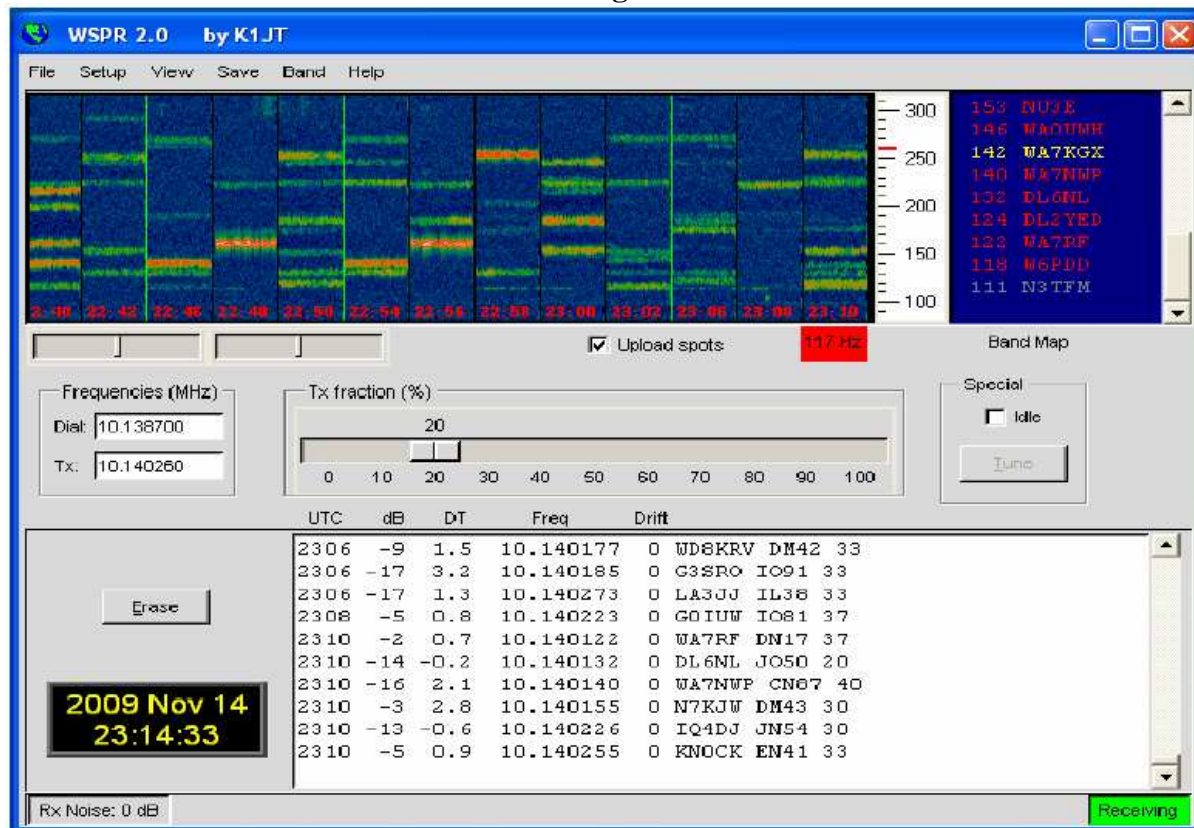 WSPR 2.0 by K1JT
File Setup View Save Band Help
300
250
200
150
100
153 NU3E
146 WA0UWH
142 WA7KGX
140 WA7NWP
132 DL6NL
124 DL2YED
122 WA7RF
118 W6PDD
111 N3TFM
22:42 22:46 22:48 22:50 22:54 22:56 22:58 23:00 23:02 23:06 23:08 23:10
Upload spots
117 Hz
Band Map
Frequencies (MHz)
Dial: 10.138700
Tx: 10.140260
Tx fraction (%)
20
0 10 20 30 40 50 60 70 80 90 100
Special
Idle
Tune
UTC dB DT Freq Drift
2306 -9 1.5 10.140177 0 WD8KRV DM42 33
2306 -17 3.2 10.140185 0 G3SRO IO91 33
2306 -17 1.3 10.140273 0 LA3JJ IL38 33
2308 -5 0.8 10.140223 0 G0IUW IO81 37
2310 -2 0.7 10.140122 0 WA7RF DN17 37
2310 -14 -0.2 10.140132 0 DL6NL JO50 20
2310 -16 2.1 10.140140 0 WA7NWP CN87 40
2310 -3 2.8 10.140155 0 N7KJW DM43 30
2310 -13 -0.6 10.140226 0 IQ4DJ JN54 30
2310 -5 0.9 10.140255 0 KN0CK EN41 33
Erase
2009 Nov 14
23:14:33
Rx Noise: 0 dB
Receiving